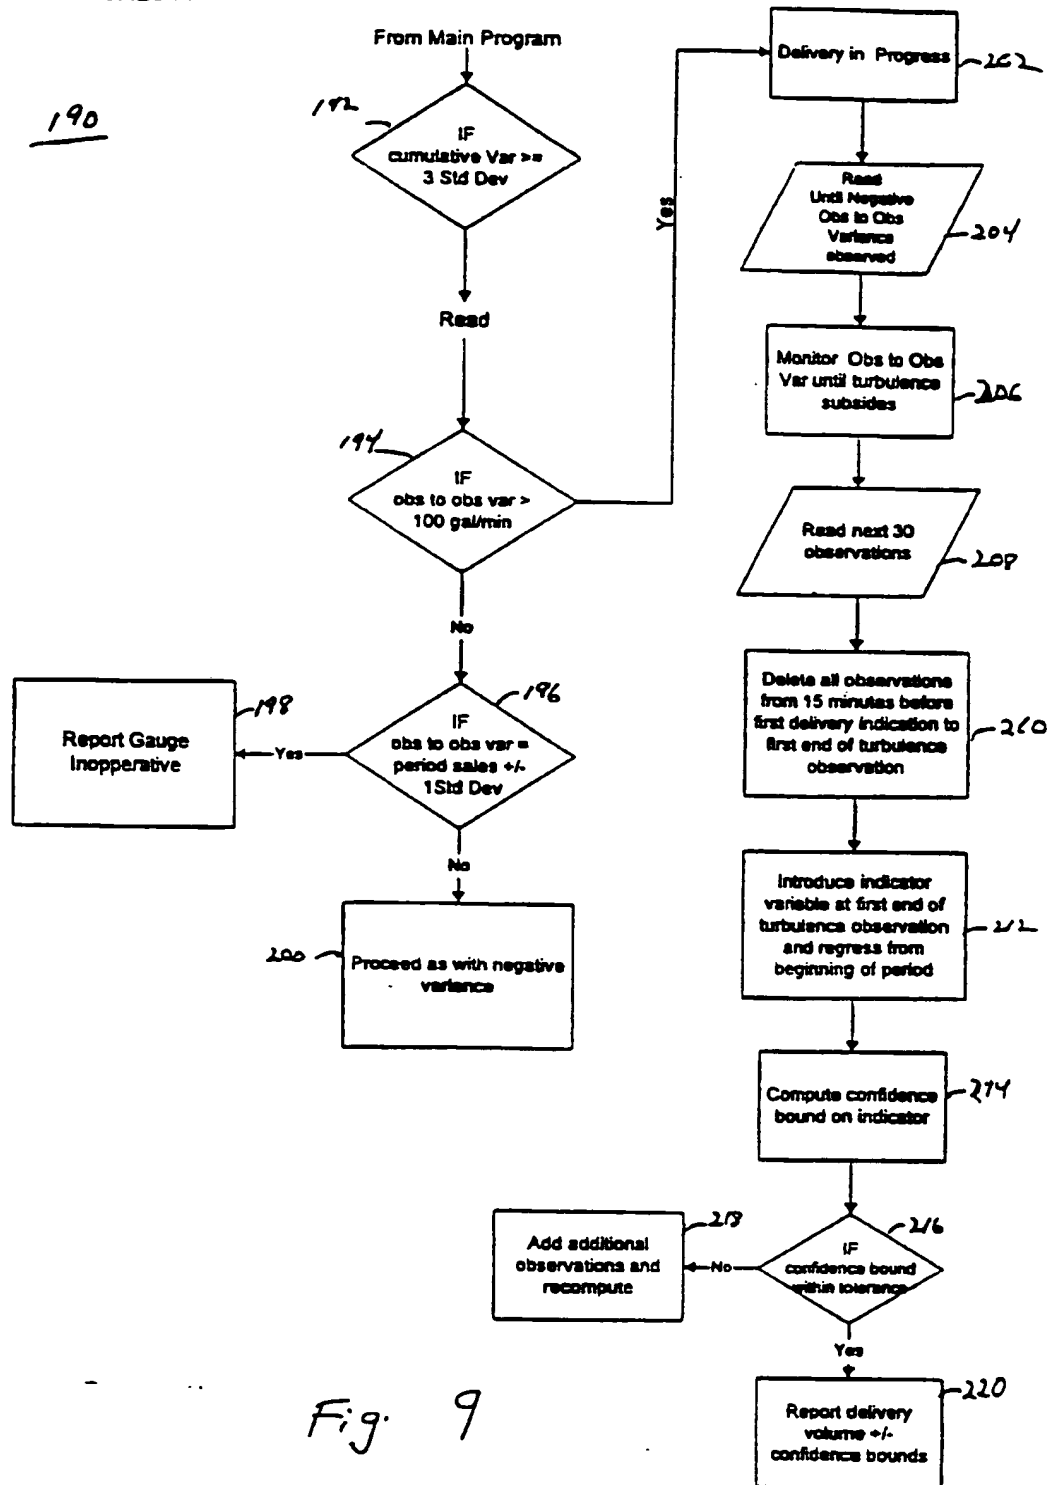 From Main Program
190
192
IF
cumulative Var >=
3 Std Dev
Read
194
IF
obs to obs var >
100 gal/min
Yes
No
196
IF
obs to obs var =
period sales +/-
1Std Dev
Yes
198
Report Gauge
Inopperative
No
200
Proceed as with negative
variance
Delivery in Progress
202
Read
Until Negative
Obs to Obs
Variance
observed
204
Monitor Obs to Obs
Var until turbulence
subsides
206
Read next 30
observations
208
Delete all observations
from 15 minutes before
first delivery indication to
first end of turbulence
observation
210
Introduce indicator
variable at first end of
turbulence observation
and regress from
beginning of period
212
Compute confidence
bound on indicator
214
IF
confidence bound
within tolerance
216
No
218
Add additional
observations and
recompute
Yes
Report delivery
volume +/-
confidence bounds
220
Fig. 9